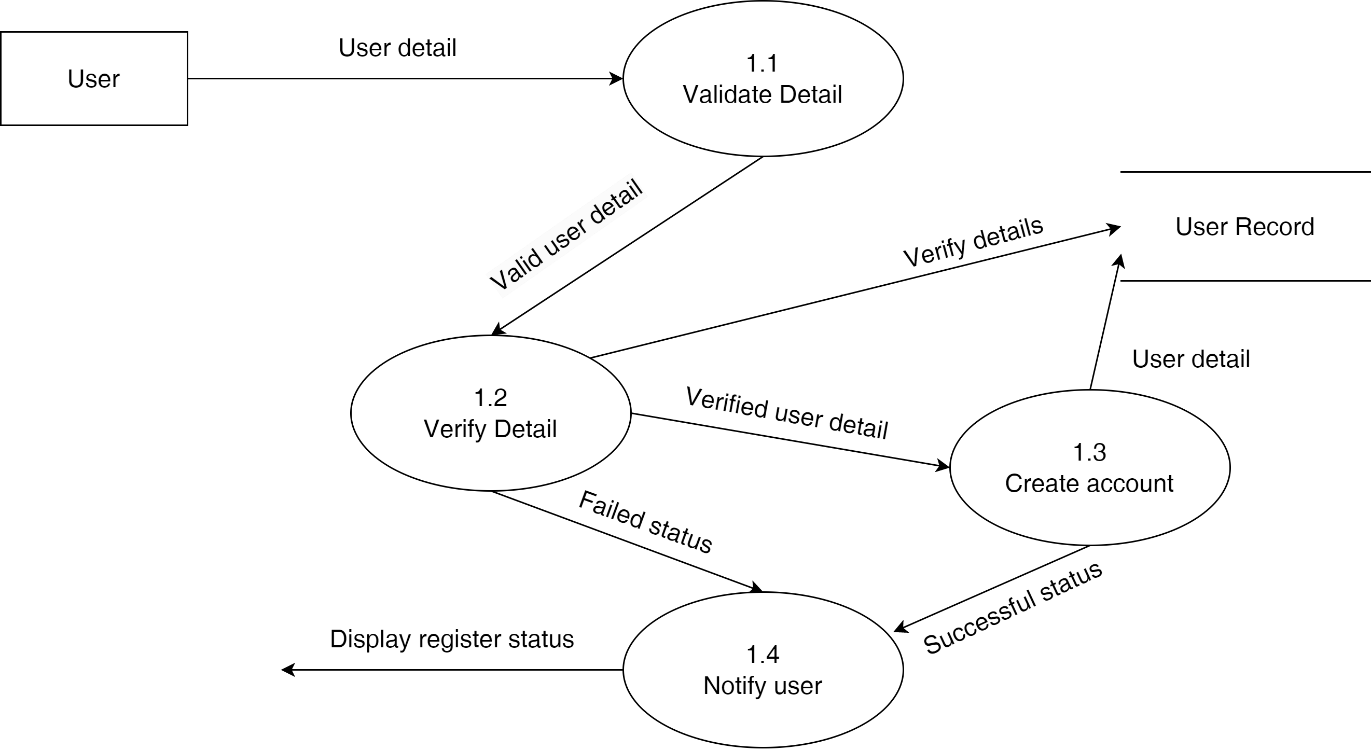 User detail
User
1.1
Validate Detail
Valid user detail
Verify details
User Record
User detail
1.2
Verify Detail
Verified user detail
1.3
Create account
Failed status
Successful status
Display register status
1.4
Notify user